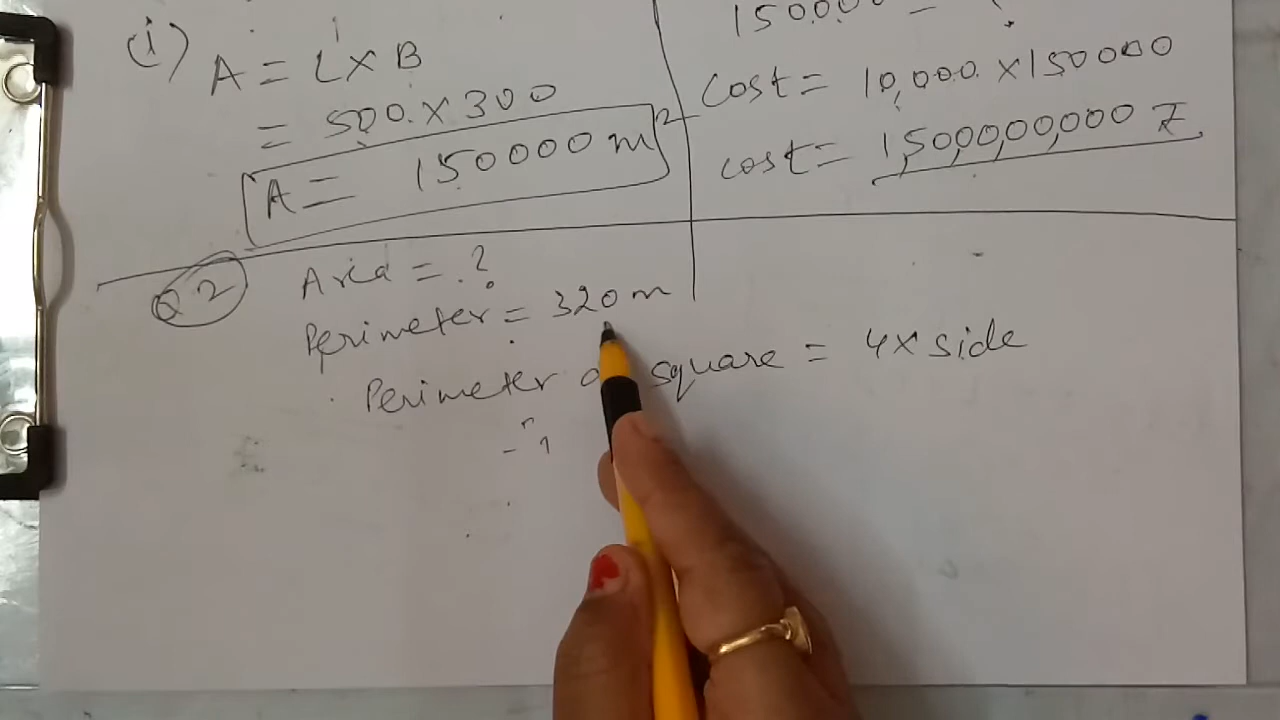 (i) A = L × B
= 500 × 300
A = 150000 m²
15000
Cost = 10,000 × 150000
cost = 1,500,00,000 ₹
Q2 Area = ?
Perimeter = 320 m
Perimeter square = 4 × side